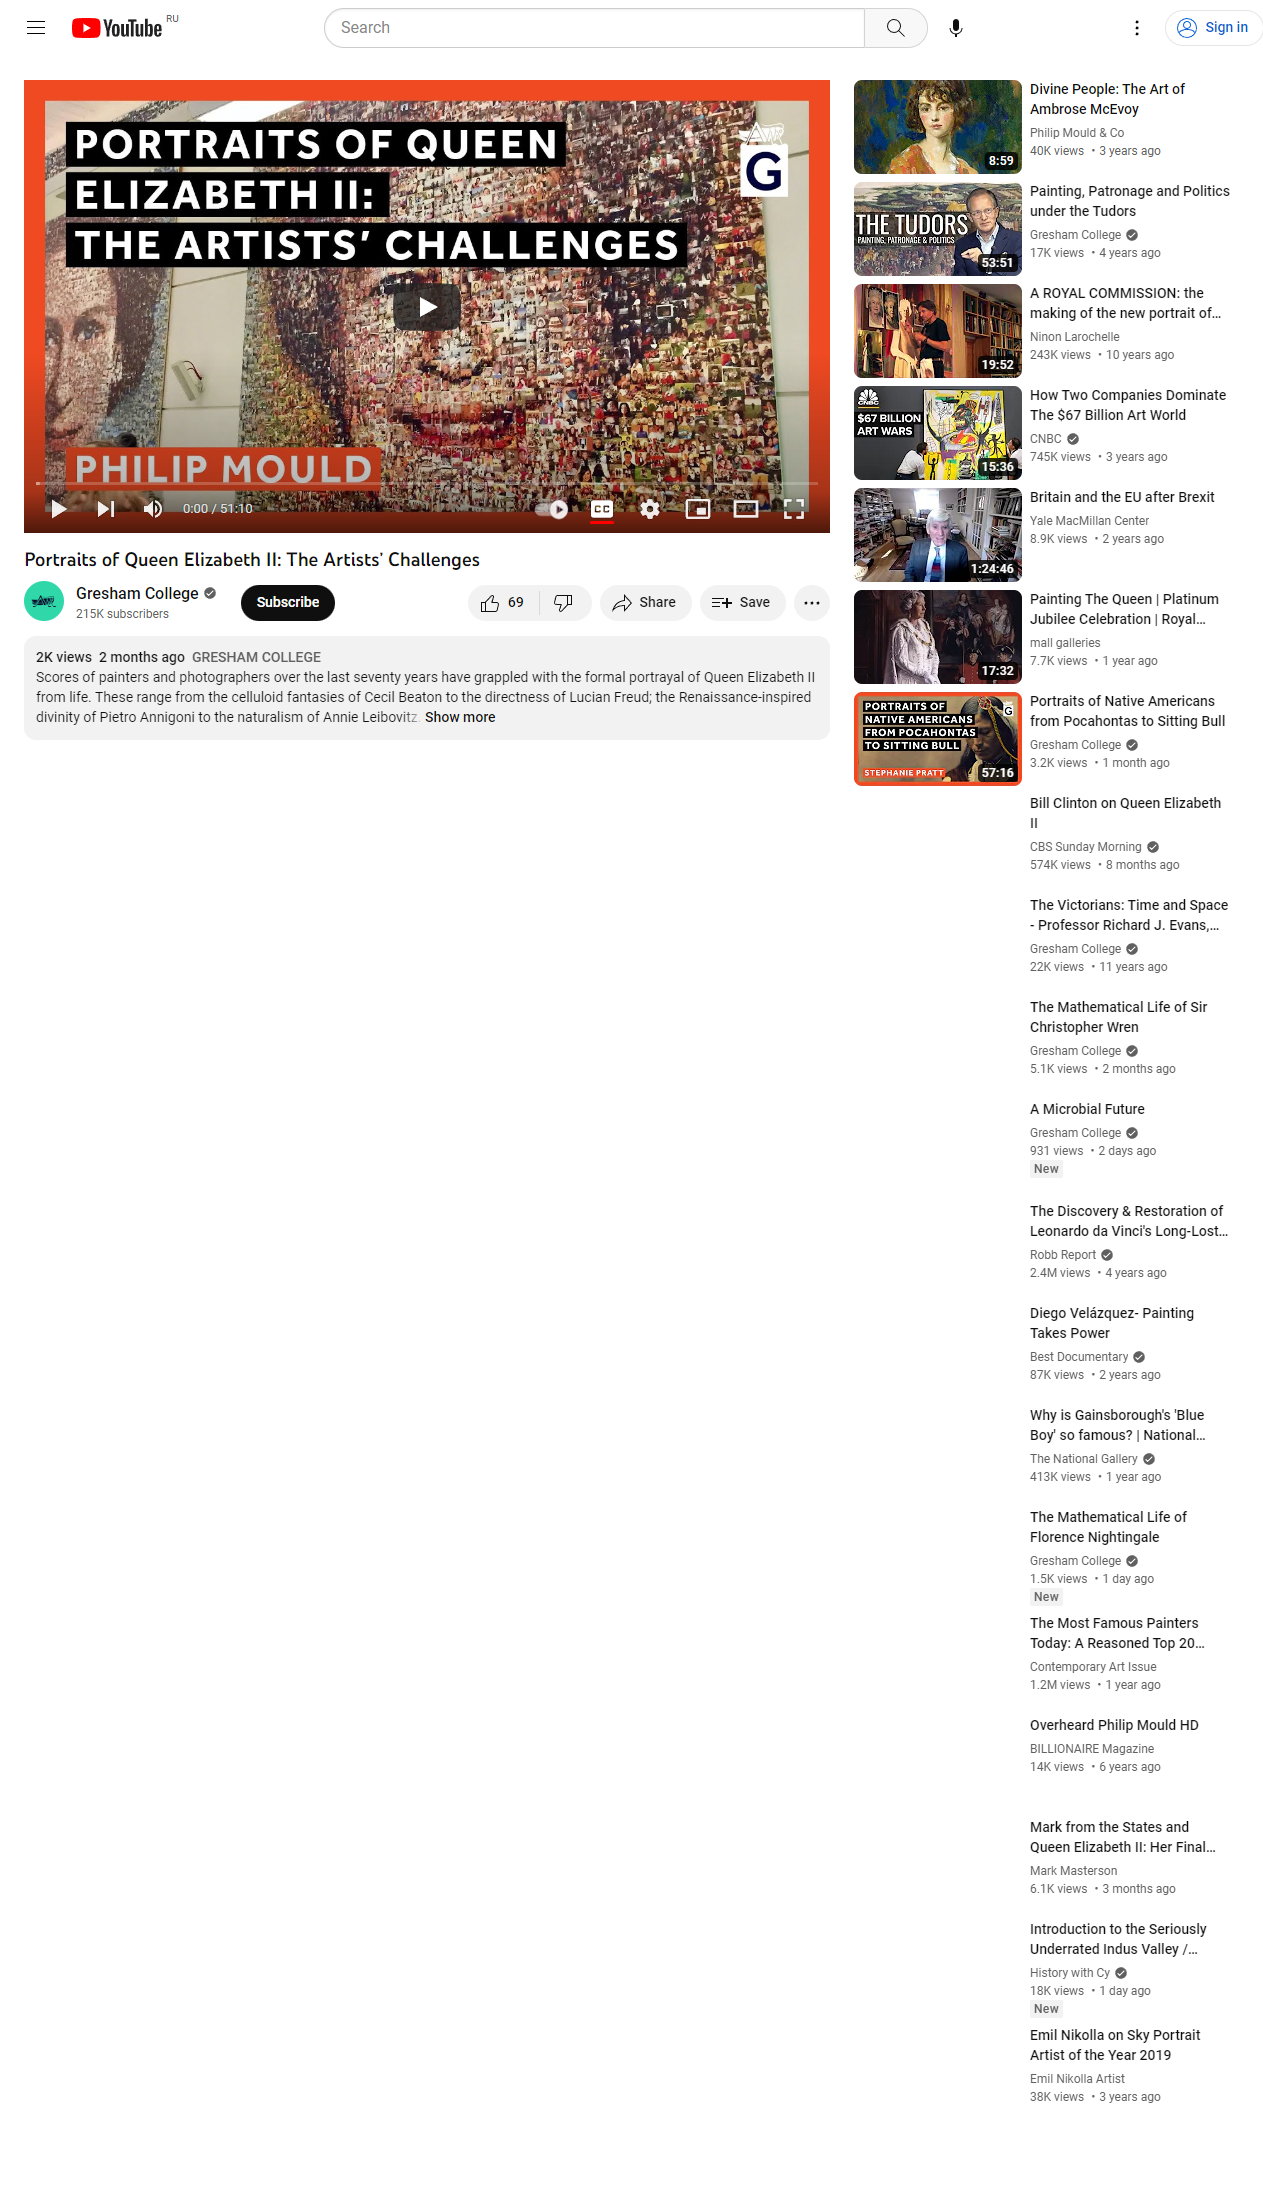 YouTube
RU
Search
Sign in
PORTRAITS OF QUEEN
ELIZABETH II:
THE ARTISTS' CHALLENGES
G
PHILIP MOULD
0:00 / 51:10
CC
Portraits of Queen Elizabeth II: The Artists' Challenges
Gresham College
215K subscribers
Subscribe
69
Share
Save
2K views 2 months ago GRESHAM COLLEGE
Scores of painters and photographers over the last seventy years have grappled with the formal portrayal of Queen Elizabeth II
from life. These range from the celluloid fantasies of Cecil Beaton to the directness of Lucian Freud; the Renaissance-inspired
divinity of Pietro Annigoni to the naturalism of Annie Leibovitz. Show more
8:59
Divine People: The Art of
Ambrose McEvoy
Philip Mould & Co
40K views • 3 years ago
THE TUDORS
PAINTING, PATRONAGE & POLITICS
53:51
Painting, Patronage and Politics
under the Tudors
Gresham College
17K views • 4 years ago
19:52
A ROYAL COMMISSION: the
making of the new portrait of...
Ninon Larochelle
243K views • 10 years ago
CNBC
$67 BILLION
ART WARS
15:36
How Two Companies Dominate
The $67 Billion Art World
CNBC
745K views • 3 years ago
1:24:46
Britain and the EU after Brexit
Yale MacMillan Center
8.9K views • 2 years ago
17:32
Painting The Queen | Platinum
Jubilee Celebration | Royal...
mall galleries
7.7K views • 1 year ago
PORTRAITS OF
NATIVE AMERICANS
FROM POCAHONTAS
TO SITTING BULL
G
STEPHANIE PRATT
57:16
Portraits of Native Americans
from Pocahontas to Sitting Bull
Gresham College
3.2K views • 1 month ago
Bill Clinton on Queen Elizabeth
II
CBS Sunday Morning
574K views • 8 months ago
The Victorians: Time and Space
- Professor Richard J. Evans,...
Gresham College
22K views • 11 years ago
The Mathematical Life of Sir
Christopher Wren
Gresham College
5.1K views • 2 months ago
A Microbial Future
Gresham College
931 views • 2 days ago
New
The Discovery & Restoration of
Leonardo da Vinci's Long-Lost...
Robb Report
2.4M views • 4 years ago
Diego Velázquez- Painting
Takes Power
Best Documentary
87K views • 2 years ago
Why is Gainsborough's 'Blue
Boy' so famous? | National...
The National Gallery
413K views • 1 year ago
The Mathematical Life of
Florence Nightingale
Gresham College
1.5K views • 1 day ago
New
The Most Famous Painters
Today: A Reasoned Top 20...
Contemporary Art Issue
1.2M views • 1 year ago
Overheard Philip Mould HD
BILLIONAIRE Magazine
14K views • 6 years ago
Mark from the States and
Queen Elizabeth II: Her Final...
Mark Masterson
6.1K views • 3 months ago
Introduction to the Seriously
Underrated Indus Valley /...
History with Cy
18K views • 1 day ago
New
Emil Nikolla on Sky Portrait
Artist of the Year 2019
Emil Nikolla Artist
38K views • 3 years ago